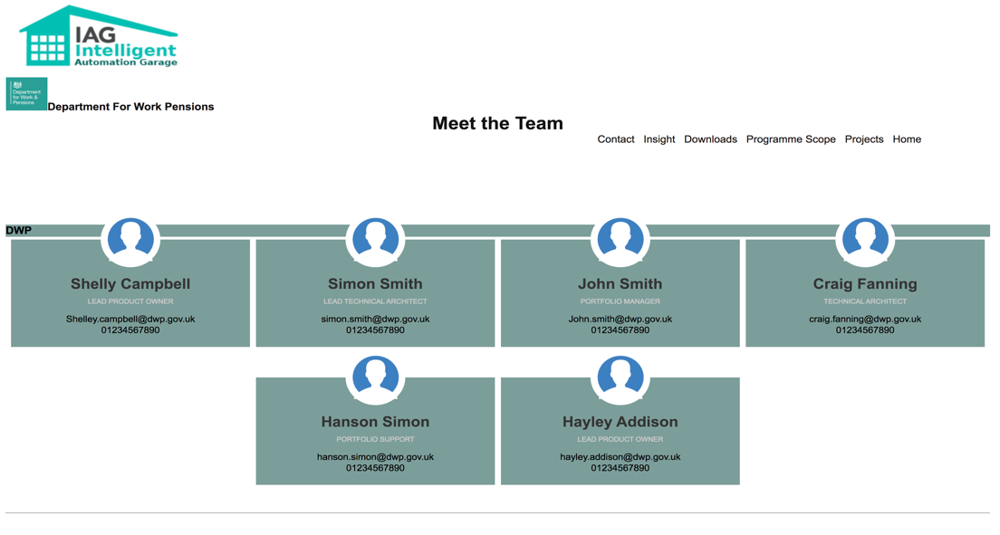 IAG
Intelligent
Automation Garage
Department
for Work &
Pensions
Department For Work Pensions
Meet the Team
Contact Insight Downloads Programme Scope Projects Home
DWP
Shelly Campbell
LEAD PRODUCT OWNER
Shelley.campbell@dwp.gov.uk
01234567890
Simon Smith
LEAD TECHNICAL ARCHITECT
simon.smith@dwp.gov.uk
01234567890
John Smith
PORTFOLIO MANAGER
John.smith@dwp.gov.uk
01234567890
Craig Fanning
TECHNICAL ARCHITECT
craig.fanning@dwp.gov.uk
01234567890
Hanson Simon
PORTFOLIO SUPPORT
hanson.simon@dwp.gov.uk
01234567890
Hayley Addison
LEAD PRODUCT OWNER
hayley.addison@dwp.gov.uk
01234567890